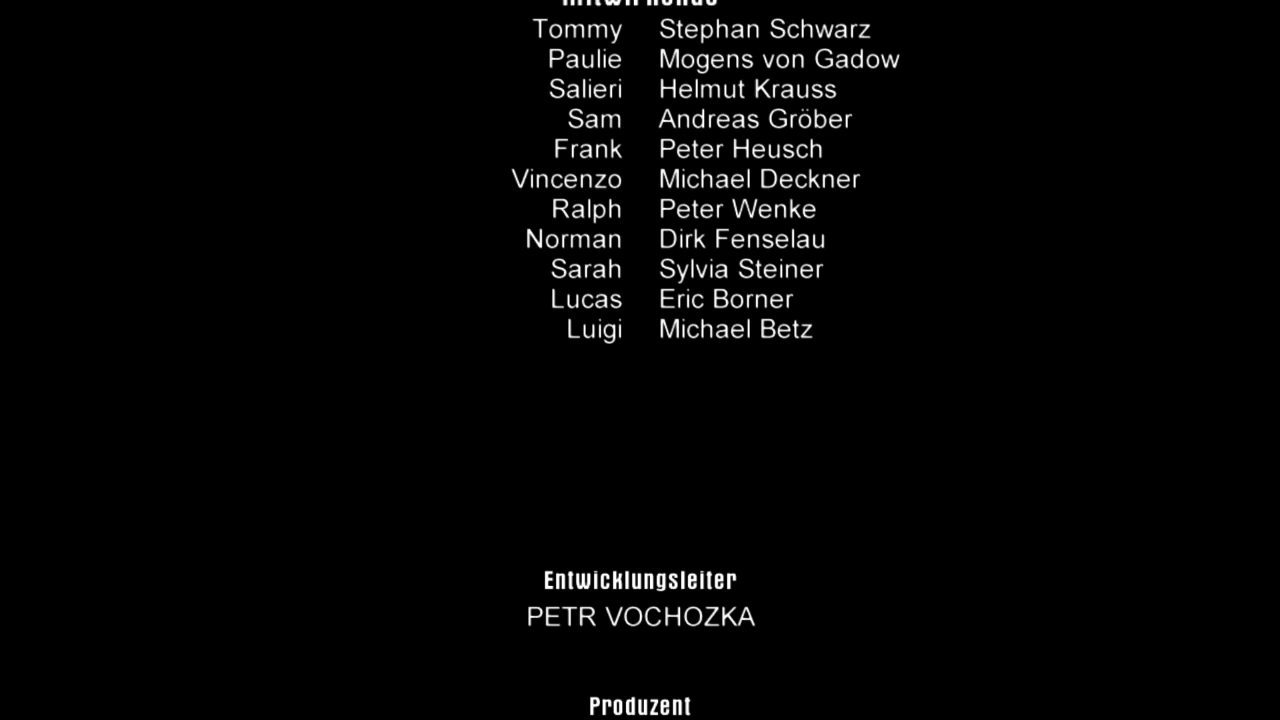 Mitwirkende
Tommy Stephan Schwarz
Paulie Mogens von Gadow
Salieri Helmut Krauss
Sam Andreas Gröber
Frank Peter Heusch
Vincenzo Michael Deckner
Ralph Peter Wenke
Norman Dirk Fenselau
Sarah Sylvia Steiner
Lucas Eric Borner
Luigi Michael Betz
Entwicklungsleiter
PETR VOCHOZKA
Produzent